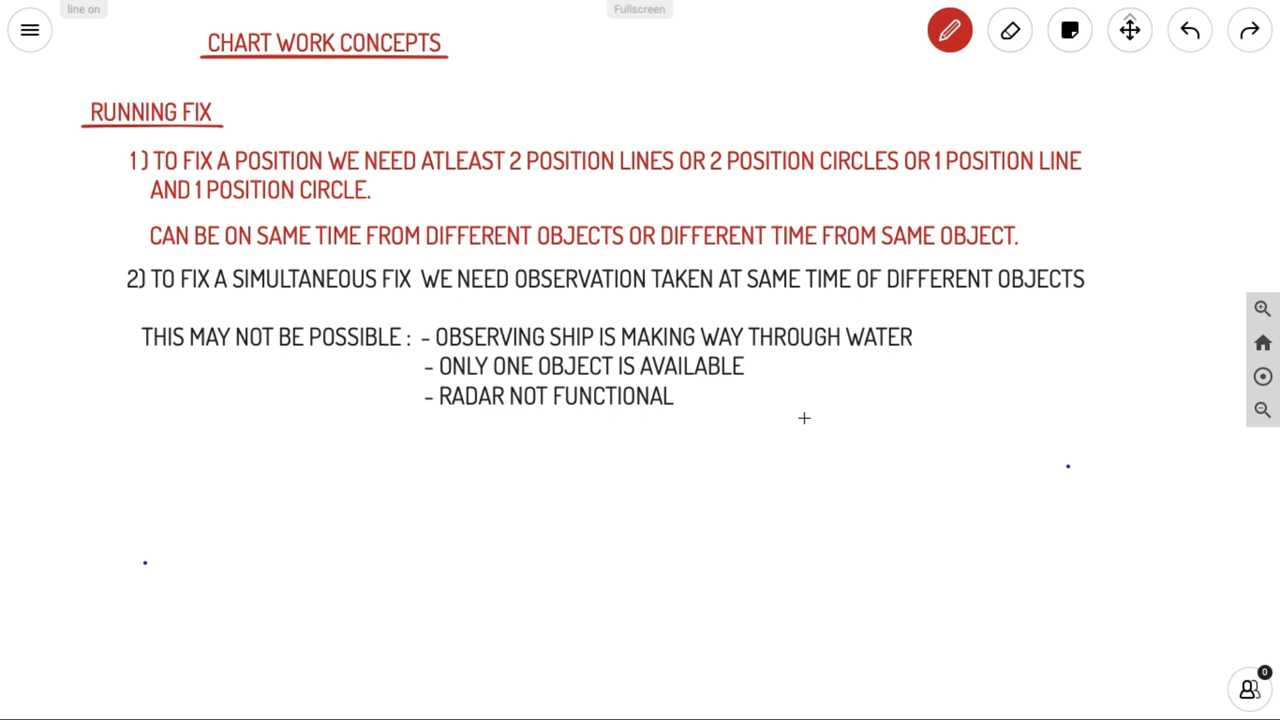 line on
Fullscreen
CHART WORK CONCEPTS
RUNNING FIX
1) TO FIX A POSITION WE NEED ATLEAST 2 POSITION LINES OR 2 POSITION CIRCLES OR 1 POSITION LINE
AND 1 POSITION CIRCLE.
CAN BE ON SAME TIME FROM DIFFERENT OBJECTS OR DIFFERENT TIME FROM SAME OBJECT.
2) TO FIX A SIMULTANEOUS FIX WE NEED OBSERVATION TAKEN AT SAME TIME OF DIFFERENT OBJECTS
THIS MAY NOT BE POSSIBLE : - OBSERVING SHIP IS MAKING WAY THROUGH WATER
- ONLY ONE OBJECT IS AVAILABLE
- RADAR NOT FUNCTIONAL
0